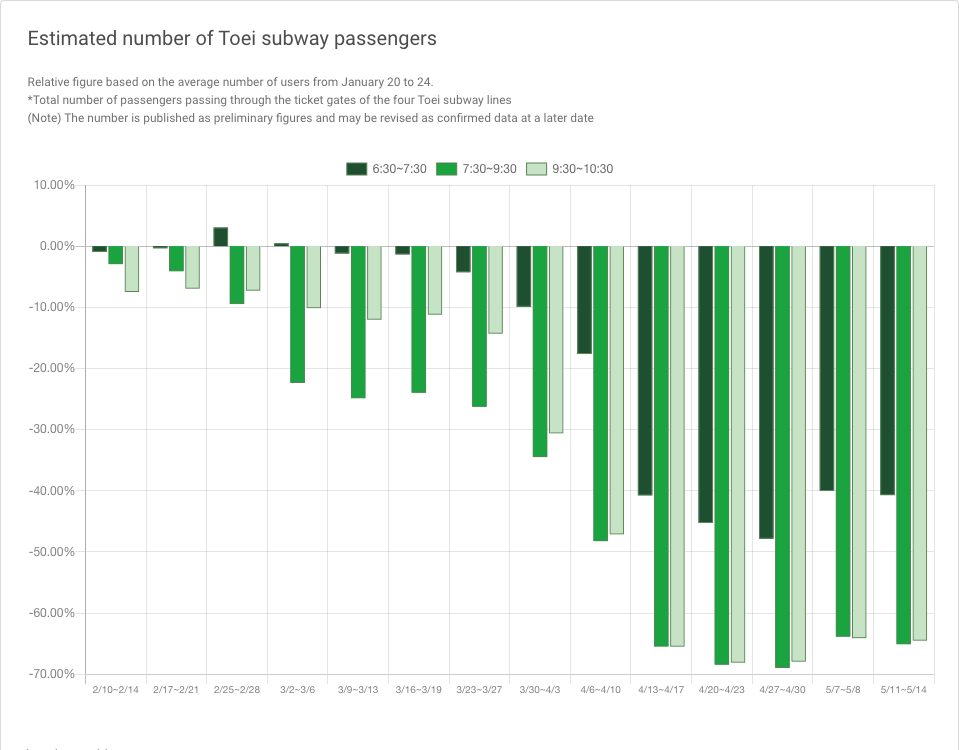 Estimated number of Toei subway passengers
Relative figure based on the average number of users from January 20 to 24.
*Total number of passengers passing through the ticket gates of the four Toei subway lines
(Note) The number is published as preliminary figures and may be revised as confirmed data at a later date
6:30~7:30 7:30~9:30 9:30~10:30
10.00%
0.00%
-10.00%
-20.00%
-30.00%
-40.00%
-50.00%
-60.00%
-70.00%
2/10~2/14 2/17~2/21 2/25~2/28 3/2~3/6 3/9~3/13 3/16~3/19 3/23~3/27 3/30~4/3 4/6~4/10 4/13~4/17 4/20~4/23 4/27~4/30 5/7~5/8 5/11~5/14